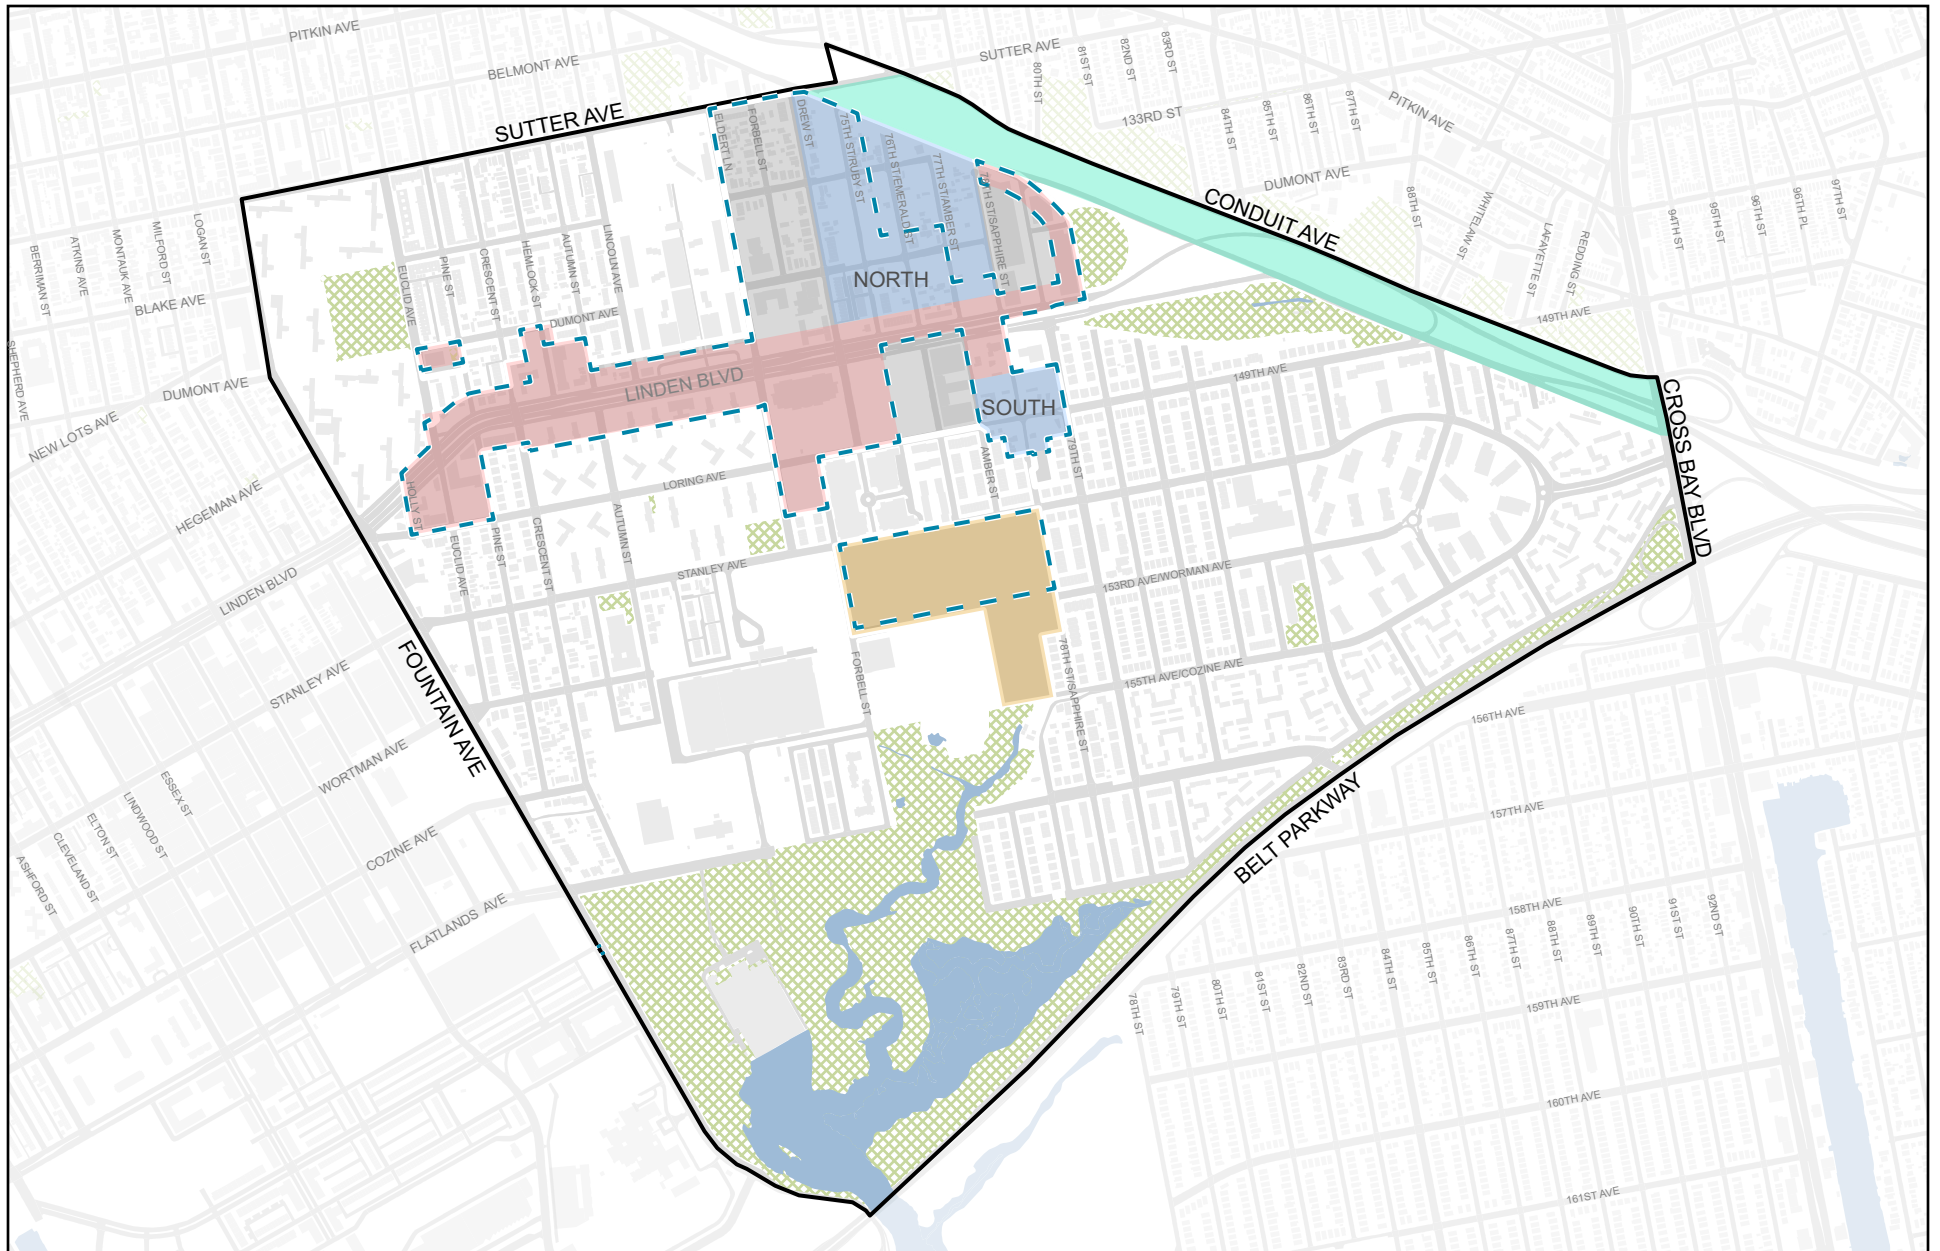 PITKIN AVE
BELMONT AVE
SUTTER AVE
80TH ST
81ST ST
82ND ST
83RD ST
133RD ST
84TH ST
85TH ST
86TH ST
87TH ST
PITKIN AVE
SUTTER AVE
ELDERT LN
FORBELL ST
DREW ST
75TH ST/RUBY ST
76TH ST/EMERALD ST
77TH ST/AMBER ST
78TH ST/SAPPHIRE ST
DUMONT AVE
CONDUIT AVE
88TH ST
WHITELAW ST
LAFAYETTE ST
REDDING ST
94TH ST
95TH ST
96TH ST
96TH PL
97TH ST
149TH AVE
BERRIMAN ST
ATKINS AVE
MONTAUK AVE
MILFORD ST
LOGAN ST
BLAKE AVE
EUCLID AVE
PINE ST
CRESCENT ST
HEMLOCK ST
AUTUMN ST
LINCOLN AVE
DUMONT AVE
NORTH
SHEPHERD AVE
DUMONT AVE
NEW LOTS AVE
LINDEN BLVD
SOUTH
149TH AVE
79TH ST
AMBER ST
CROSS BAY BLVD
HEGEMAN AVE
HOLLY ST
LORING AVE
EUCLID AVE
PINE ST
CRESCENT ST
AUTUMN ST
STANLEY AVE
LINDEN BLVD
153RD AVE/WORMAN AVE
STANLEY AVE
FOUNTAIN AVE
FORBELL ST
78TH ST/SAPPHIRE ST
155TH AVE/COZINE AVE
156TH AVE
WORTMAN AVE
ESSEX ST
LINDWOOD ST
ELTON ST
CLEVELAND ST
ASHFORD ST
COZINE AVE
FLATLANDS AVE
BELT PARKWAY
157TH AVE
158TH AVE
78TH ST
79TH ST
80TH ST
81ST ST
82ND ST
83RD ST
84TH ST
85TH ST
86TH ST
87TH ST
88TH ST
89TH ST
90TH ST
91ST ST
92ND ST
159TH AVE
160TH AVE
161ST AVE